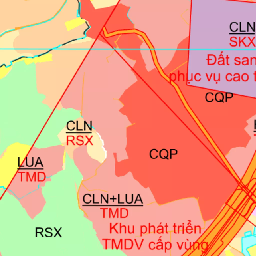 CLN
SKX
Đất san
phục vụ cao t
CQP
CLN
RSX
CQP
LUA
TMD
CLN+LUA
TMD
Khu phát triển
TMDV cấp vùng
RSX